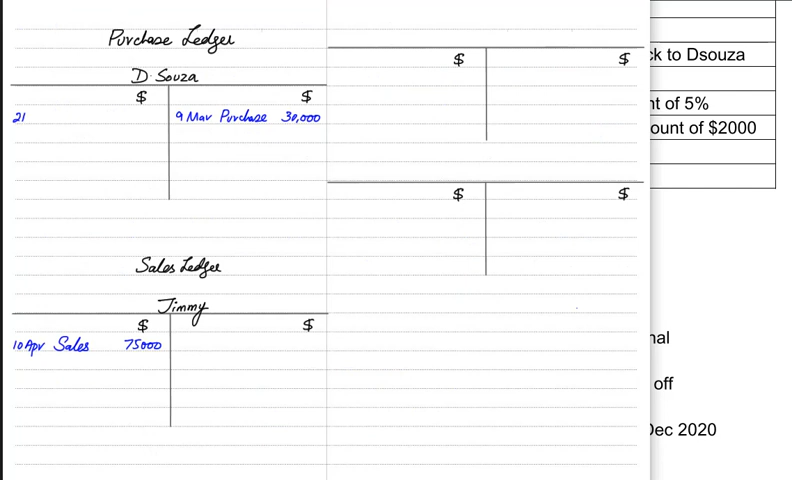 Purchase Ledger
D. Souza
$ $
21 9 Mar Purchase 30,000
Sales Ledger
Jimmy
$ $
10 Apr Sales 75000
$ $
$ $
ck to Dsouza
nt of 5%
ount of $2000
nal
off
Dec 2020